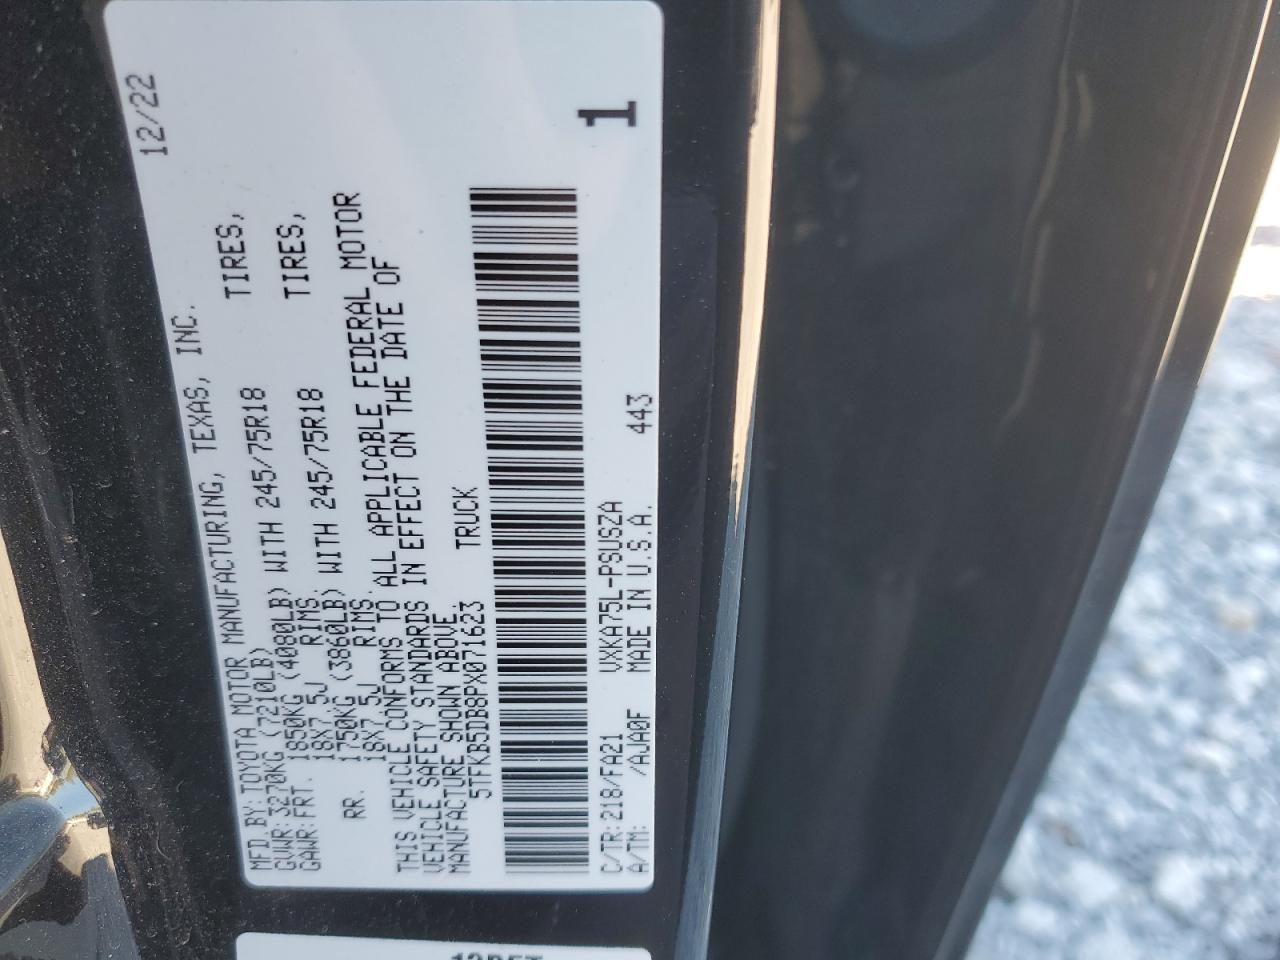 MFD. BY: TOYOTA MOTOR MANUFACTURING, TEXAS, INC. 12/22
GVWR: 3270KG (7210LB)
GAWR: FRT. 1850KG (4080LB) WITH 245/75R18 TIRES,
18X7.5J RIMS,
RR. 1750KG (3860LB) WITH 245/75R18 TIRES,
18X7.5J RIMS.
THIS VEHICLE CONFORMS TO ALL APPLICABLE FEDERAL MOTOR
VEHICLE SAFETY STANDARDS IN EFFECT ON THE DATE OF
MANUFACTURE SHOWN ABOVE.
5TFKB5DB8PX071623 TRUCK
1
C/TR: 218/FA21 VXKA75L-PSUSZA
A/TM: /AJA0F MADE IN U.S.A. 443